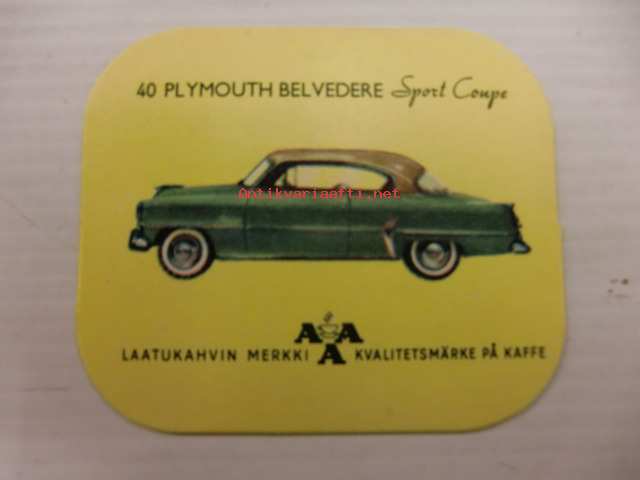 40 PLYMOUTH BELVEDERE Sport Coupe
Antikvariaatti.net
AAA
LAATUKAHVIN MERKKI KVALITETSMÄRKE PÅ KAFFE